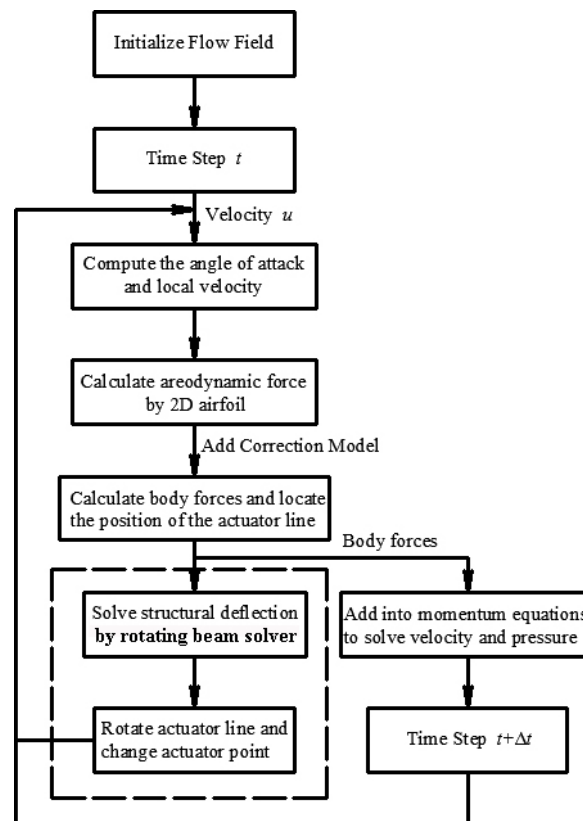 Initialize Flow Field
Time Step t
Velocity u
Compute the angle of attack
and local velocity
Calculate areodynamic force
by 2D airfoil
Add Correction Model
Calculate body forces and locate
the position of the actuator line
Body forces
Solve structural deflection
by rotating beam solver
Add into momentum equations
to solve velocity and pressure
Rotate actuator line and
change actuator point
Time Step t+Δt